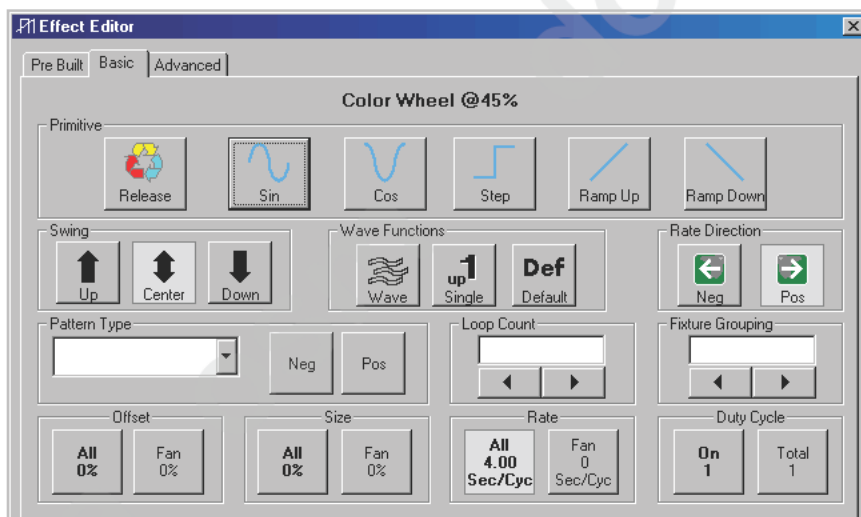 Effect Editor
Pre Built Basic Advanced
Color Wheel @45%
Primitive
Release Sin Cos Step Ramp Up Ramp Down
Swing Wave Functions Rate Direction
up1 Def
Up Center Down Wave Single Default Neg Pos
Pattern Type Loop Count Fixture Grouping
Neg Pos
Offset Size Rate Duty Cycle
All Fan All Fan All Fan On Total
0% 0% 0% 0% 4.00 0 1 1
Sec/Cyc Sec/Cyc